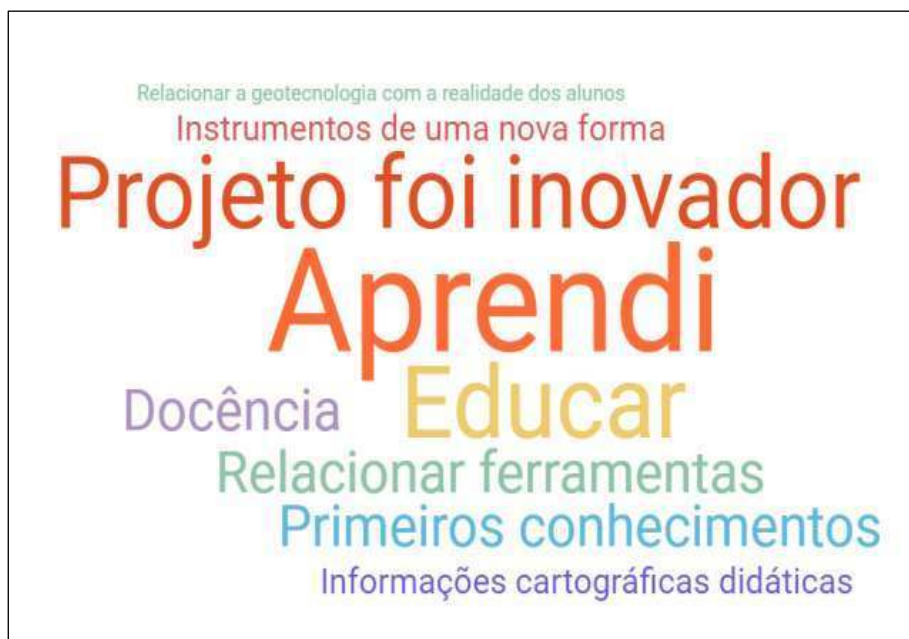 Relacionar a geotecnologia com a realidade dos alunos
Instrumentos de uma nova forma
Projeto foi inovador
Aprendi
Educar
Docência
Relacionar ferramentas
Primeiros conhecimentos
Informações cartográficas didáticas